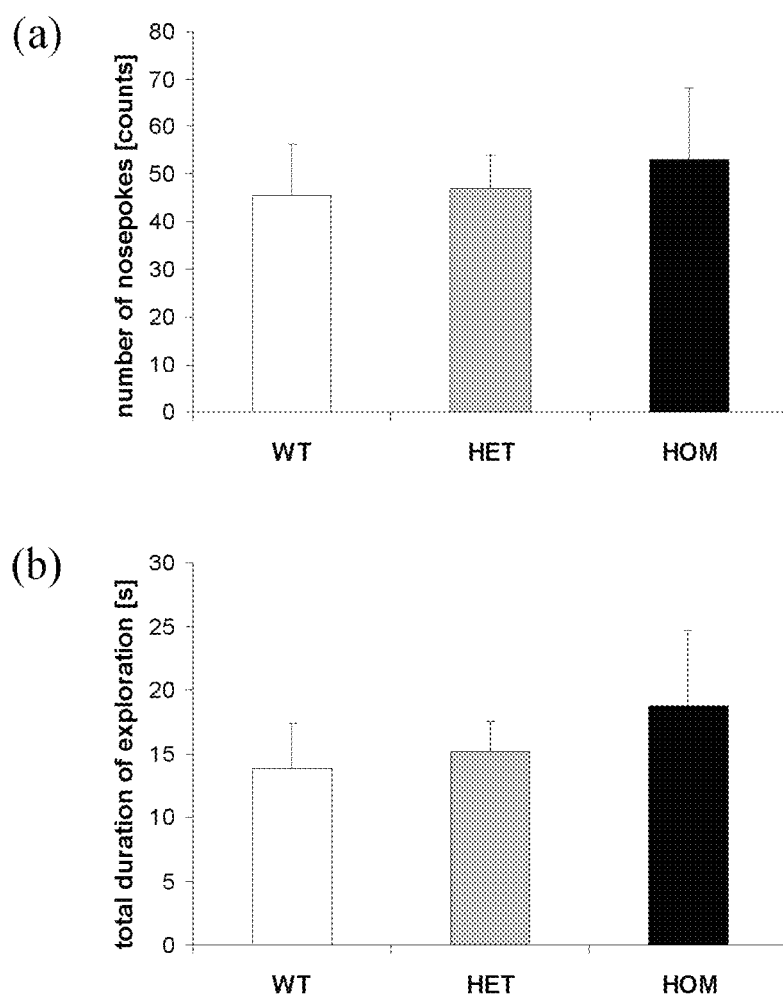 (a)
number of nosepokes [counts]
80
70
60
50
40
30
20
10
0
WT HET HOM
(b)
total duration of exploration [s]
30
25
20
15
10
5
0
WT HET HOM